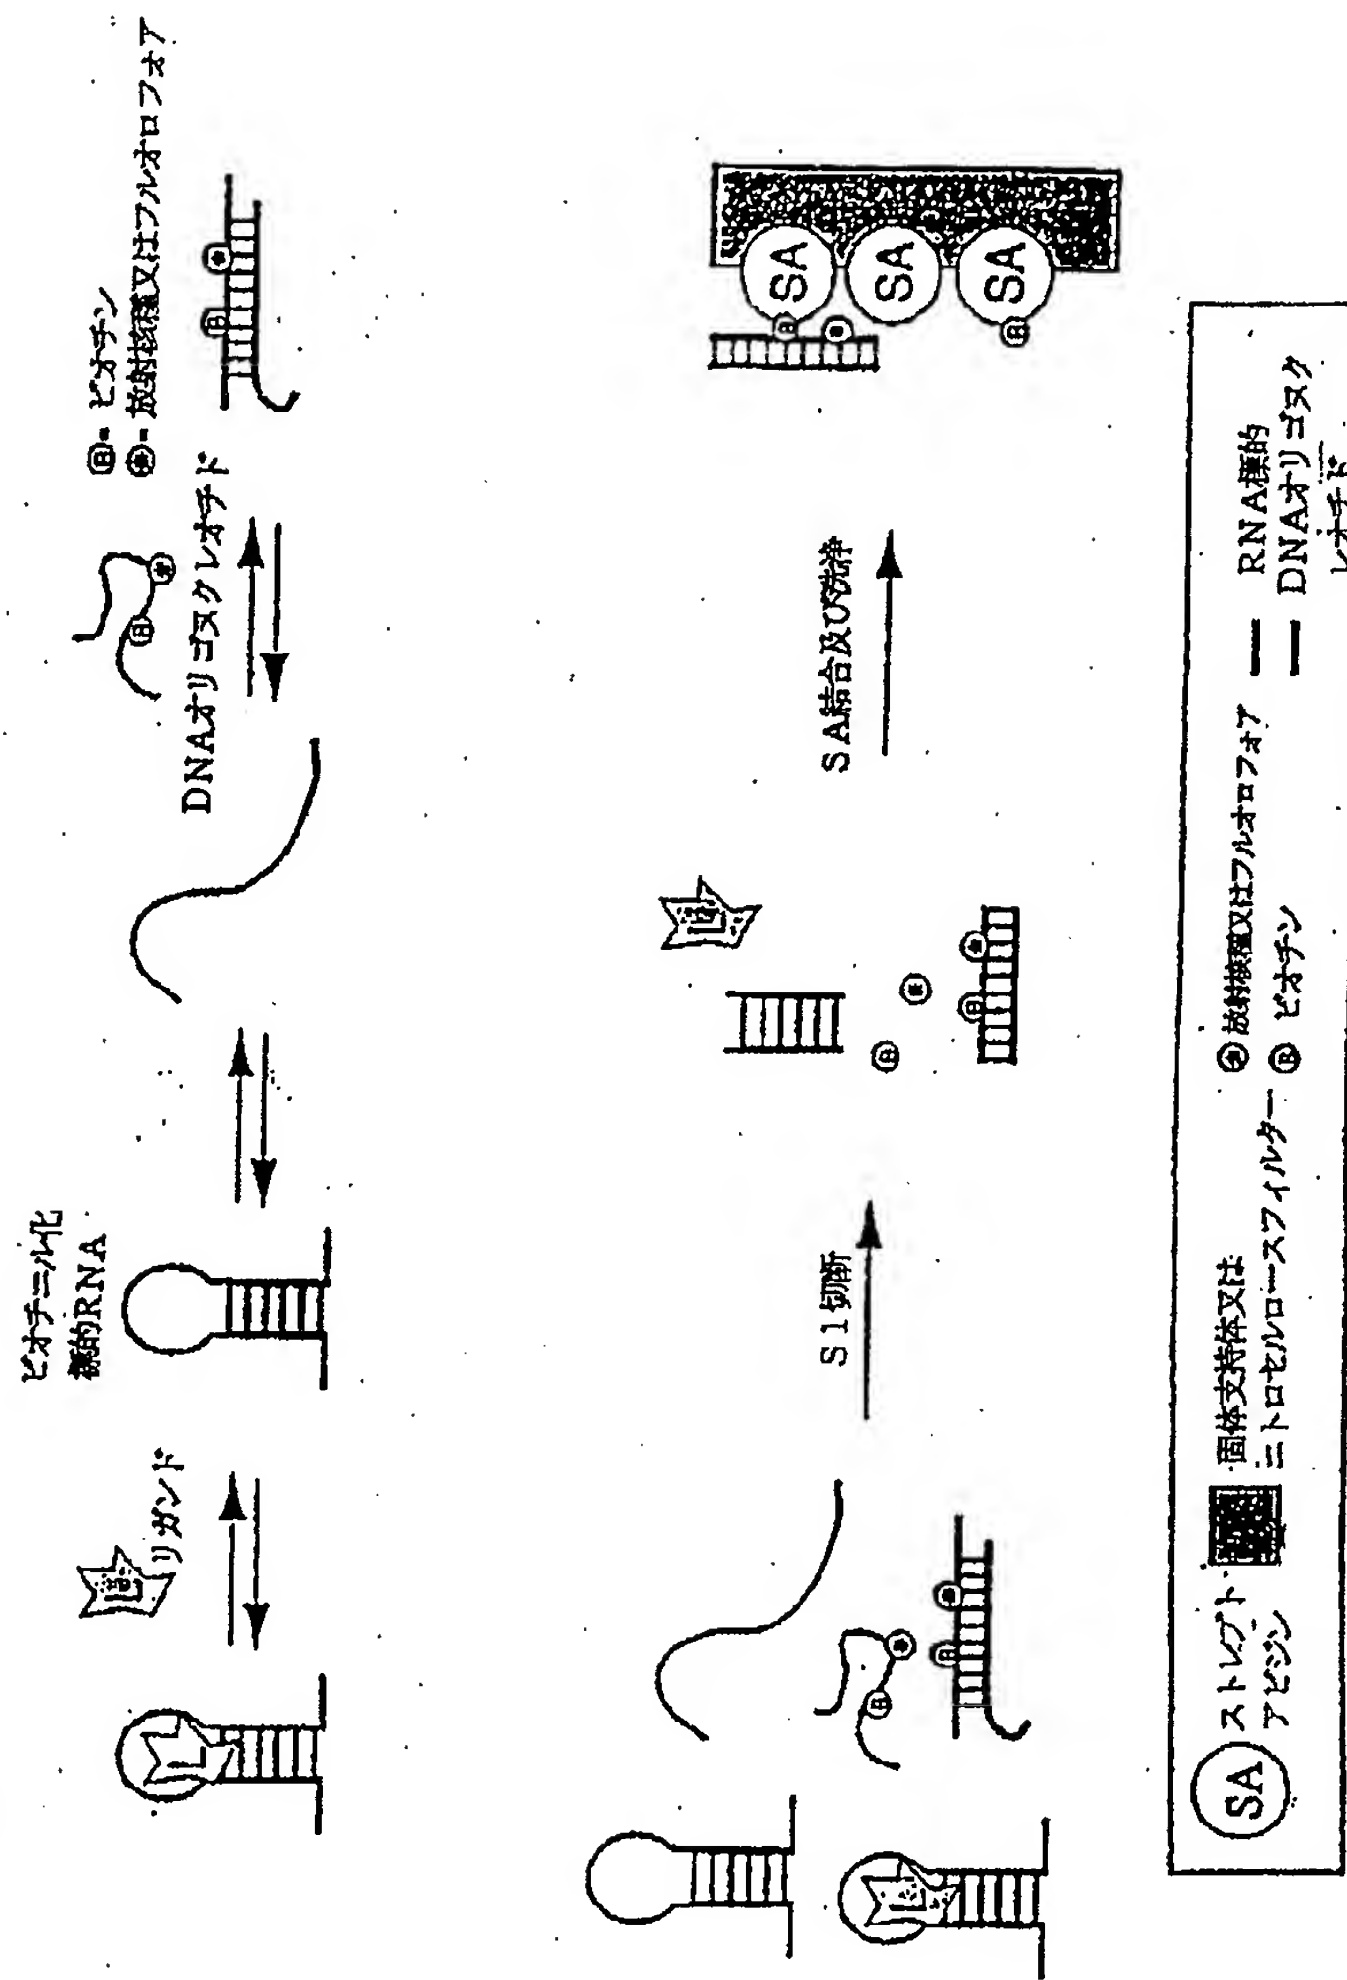 ビオチニル化
標的RNA
L
リガンド
L
DNAオリゴヌクレオチド
B
*
B= ビオチン
*= 放射核種又はフルオロフォア
B
*
L
B
*
B
*
S1切断
L
B
*
B
*
SA結合及び洗浄
SA
SA
SA
B
*
B
SA
ストレプト
アビジン
固体支持体又は
ニトロセルロースフィルター
* 放射核種又はフルオロフォア
B ビオチン
RNA標的
DNAオリゴヌク
レオチド